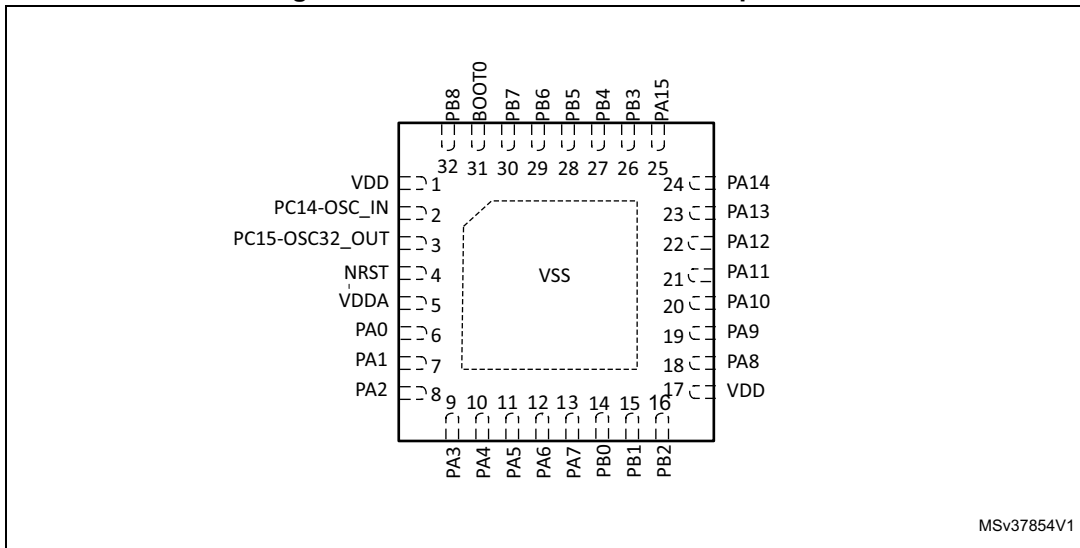 PB8
BOOT0
PB7
PB6
PB5
PB4
PB3
PA15
32 31 30 29 28 27 26 25
VDD 1
PC14-OSC_IN 2
PC15-OSC32_OUT 3
NRST 4
VDDA 5
PA0 6
PA1 7
PA2 8
VSS
24 PA14
23 PA13
22 PA12
21 PA11
20 PA10
19 PA9
18 PA8
17 VDD
9 10 11 12 13 14 15 16
PA3
PA4
PA5
PA6
PA7
PB0
PB1
PB2
MSv37854V1